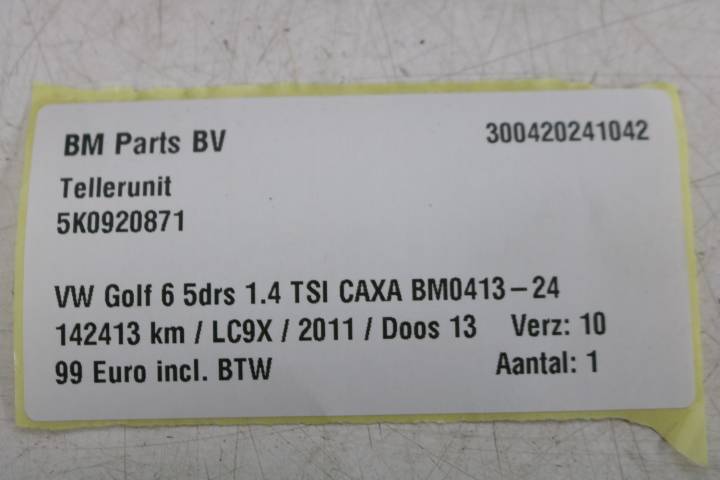 BM Parts BV 300420241042
Tellerunit
5K0920871
VW Golf 6 5drs 1.4 TSI CAXA BM0413-24
142413 km / LC9X / 2011 / Doos 13 Verz: 10
99 Euro incl. BTW Aantal: 1